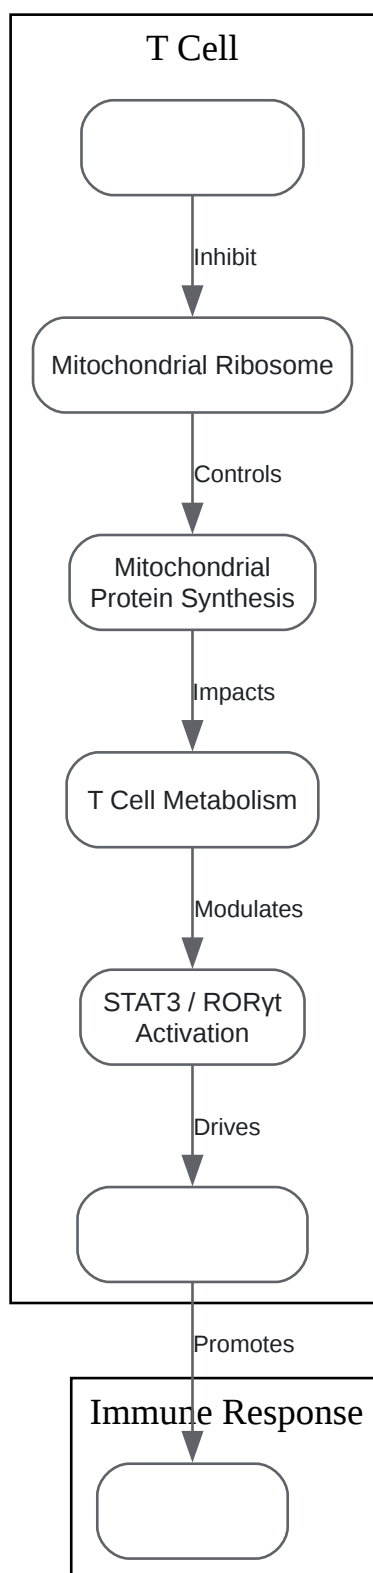 T Cell
Inhibit
Mitochondrial Ribosome
Controls
Mitochondrial
Protein Synthesis
Impacts
T Cell Metabolism
Modulates
STAT3 / RORγt
Activation
Drives
Promotes
Immune Response